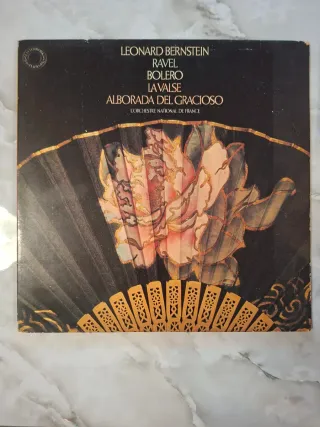 LEONARD BERNSTEIN
RAVEL
BOLERO
LA VALSE
ALBORADA DEL GRACIOSO
L'ORCHESTRE NATIONAL DE FRANCE